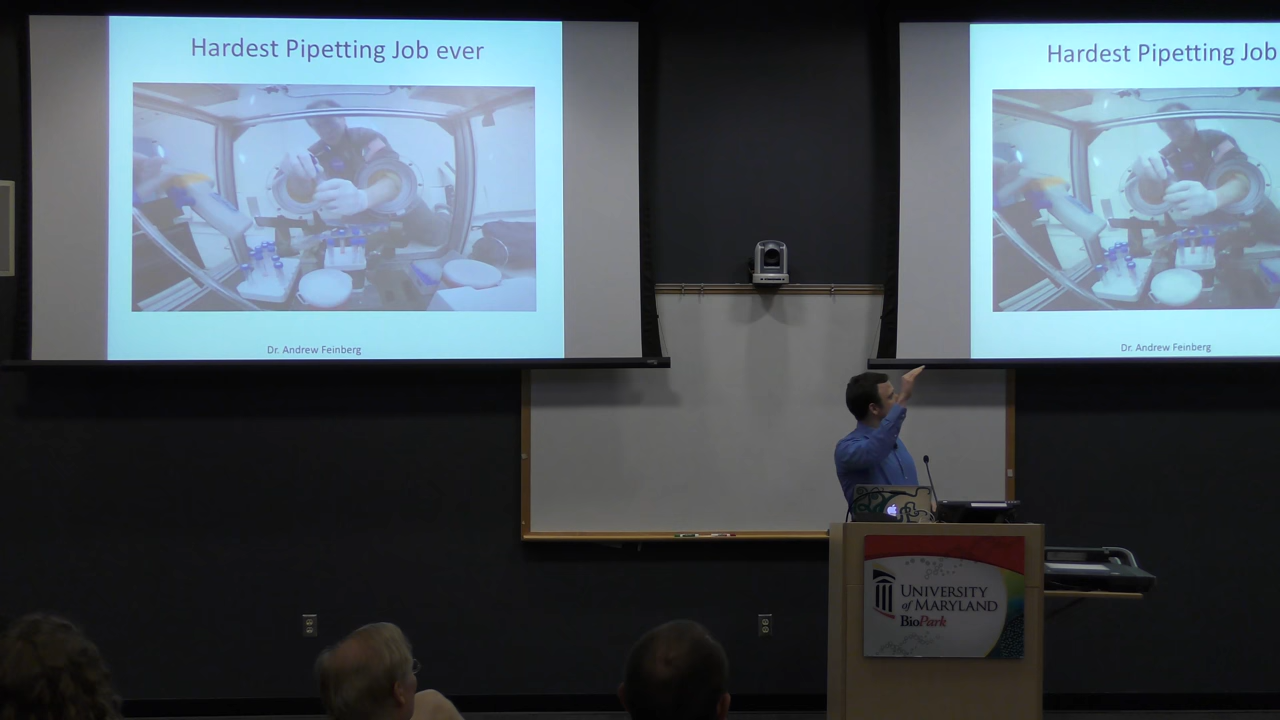 Hardest Pipetting Job ever
Dr. Andrew Feinberg
Hardest Pipetting Job
Dr. Andrew Feinberg
UNIVERSITY
of MARYLAND
BioPark